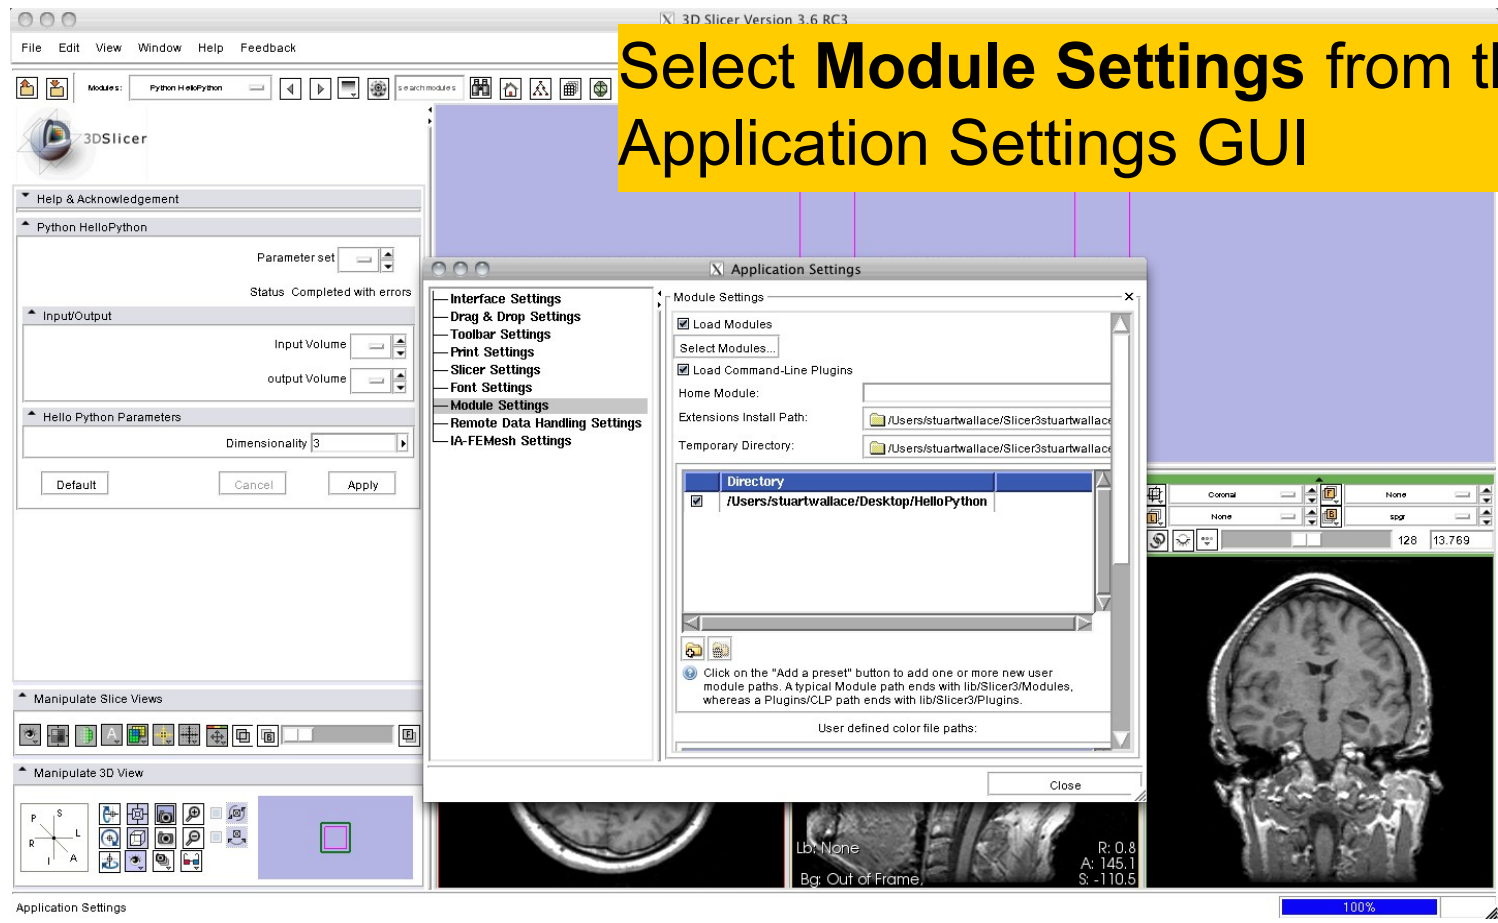 3D Slicer Version 3.6 RC3
File Edit View Window Help Feedback
Select Module Settings from th
Application Settings GUI
Modules: Python HelloPython search modules
3DSlicer
Help & Acknowledgement
Python HelloPython
Parameter set
Status Completed with errors
Input/Output
Input Volume
output Volume
Hello Python Parameters
Dimensionality 3
Default Cancel Apply
Manipulate Slice Views
Manipulate 3D View
P S
R L
I A
Application Settings
Interface Settings
Drag & Drop Settings
Toolbar Settings
Print Settings
Slicer Settings
Font Settings
Module Settings
Remote Data Handling Settings
IA-FEMesh Settings
Module Settings
Load Modules
Select Modules...
Load Command-Line Plugins
Home Module:
Extensions Install Path: /Users/stuartwallace/Slicer3stuartwallace
Temporary Directory: /Users/stuartwallace/Slicer3stuartwallace
Directory
/Users/stuartwallace/Desktop/HelloPython
Click on the "Add a preset" button to add one or more new user
module paths. A typical Module path ends with lib/Slicer3/Modules,
whereas a Plugins/CLP path ends with lib/Slicer3/Plugins.
User defined color file paths:
Close
Coronal None
None spgr
128 13.769
Lb: None
Bg: Out of Frame,
R: 0.8
A: 145.1
S: -110.5
Application Settings
100%